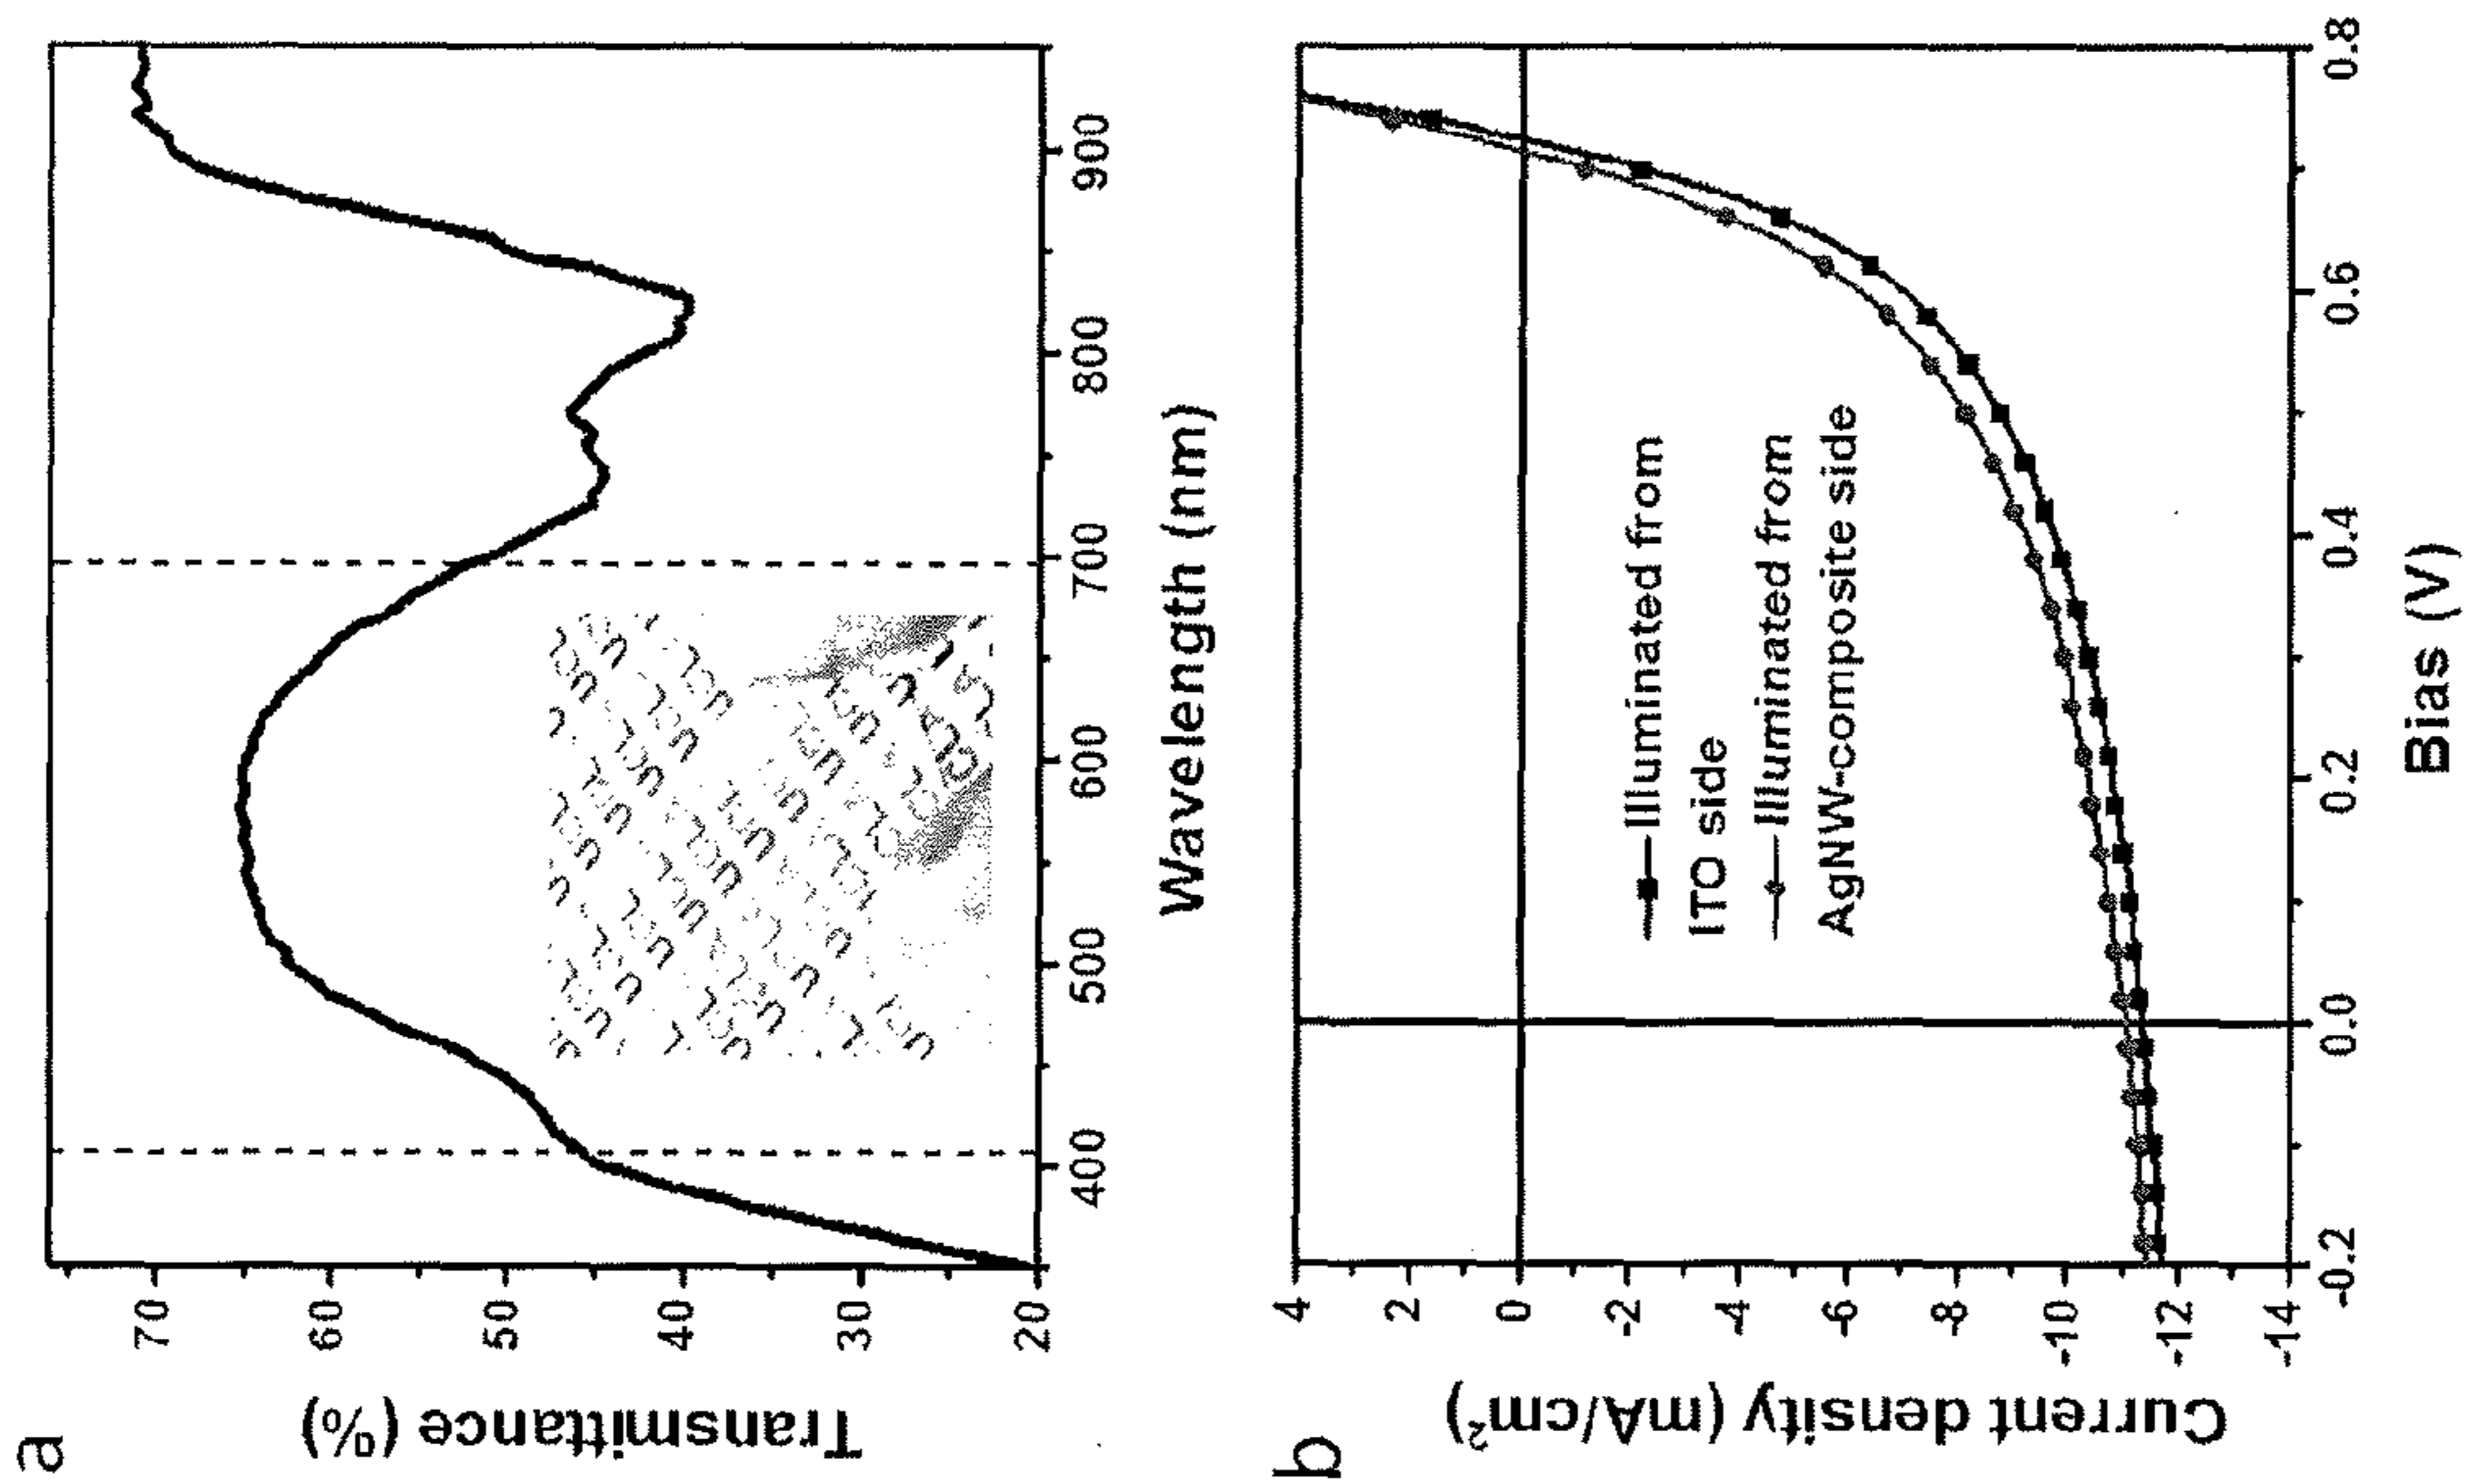 a
Transmittance (%)
70
60
50
40
30
20
400
500
600
700
800
900
Wavelength (nm)
b
Current density (mA/cm²)
4
2
0
-2
-4
-6
-8
-10
-12
-14
Illuminated from
ITO side
Illuminated from
AgNW-composite side
-0.2
0.0
0.2
0.4
0.6
0.8
Bias (V)